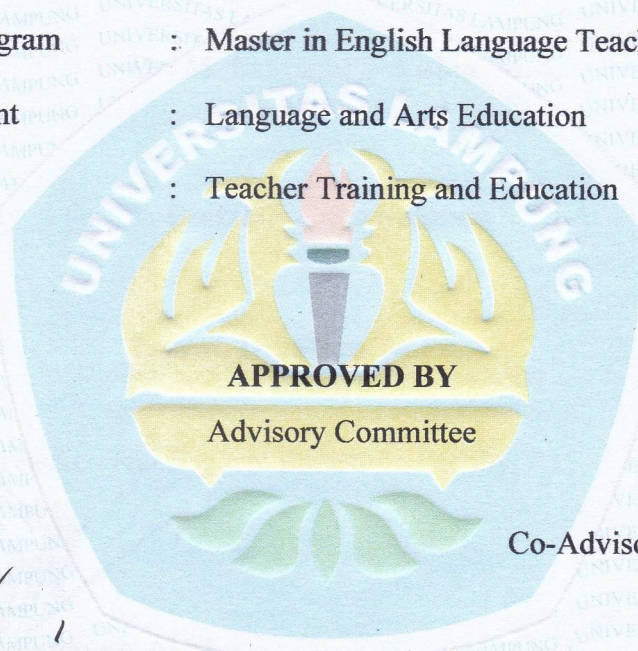 gram : Master in English Language Teac
nt : Language and Arts Education
: Teacher Training and Education
UNIVERSITAS LAMPUNG
APPROVED BY
Advisory Committee
Co-Adviso